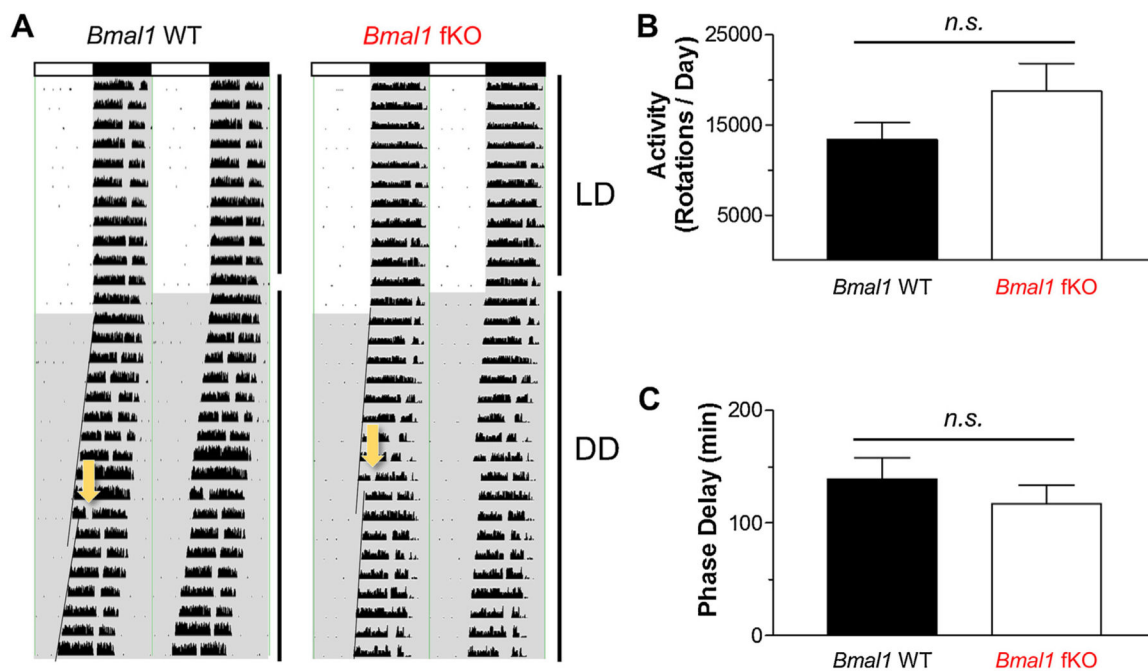 A
Bmal1 WT
Bmal1 fKO
LD
DD
B
n.s.
25000
15000
5000
Activity
(Rotations / Day)
Bmal1 WT
Bmal1 fKO
C
n.s.
200
100
0
Phase Delay (min)
Bmal1 WT
Bmal1 fKO